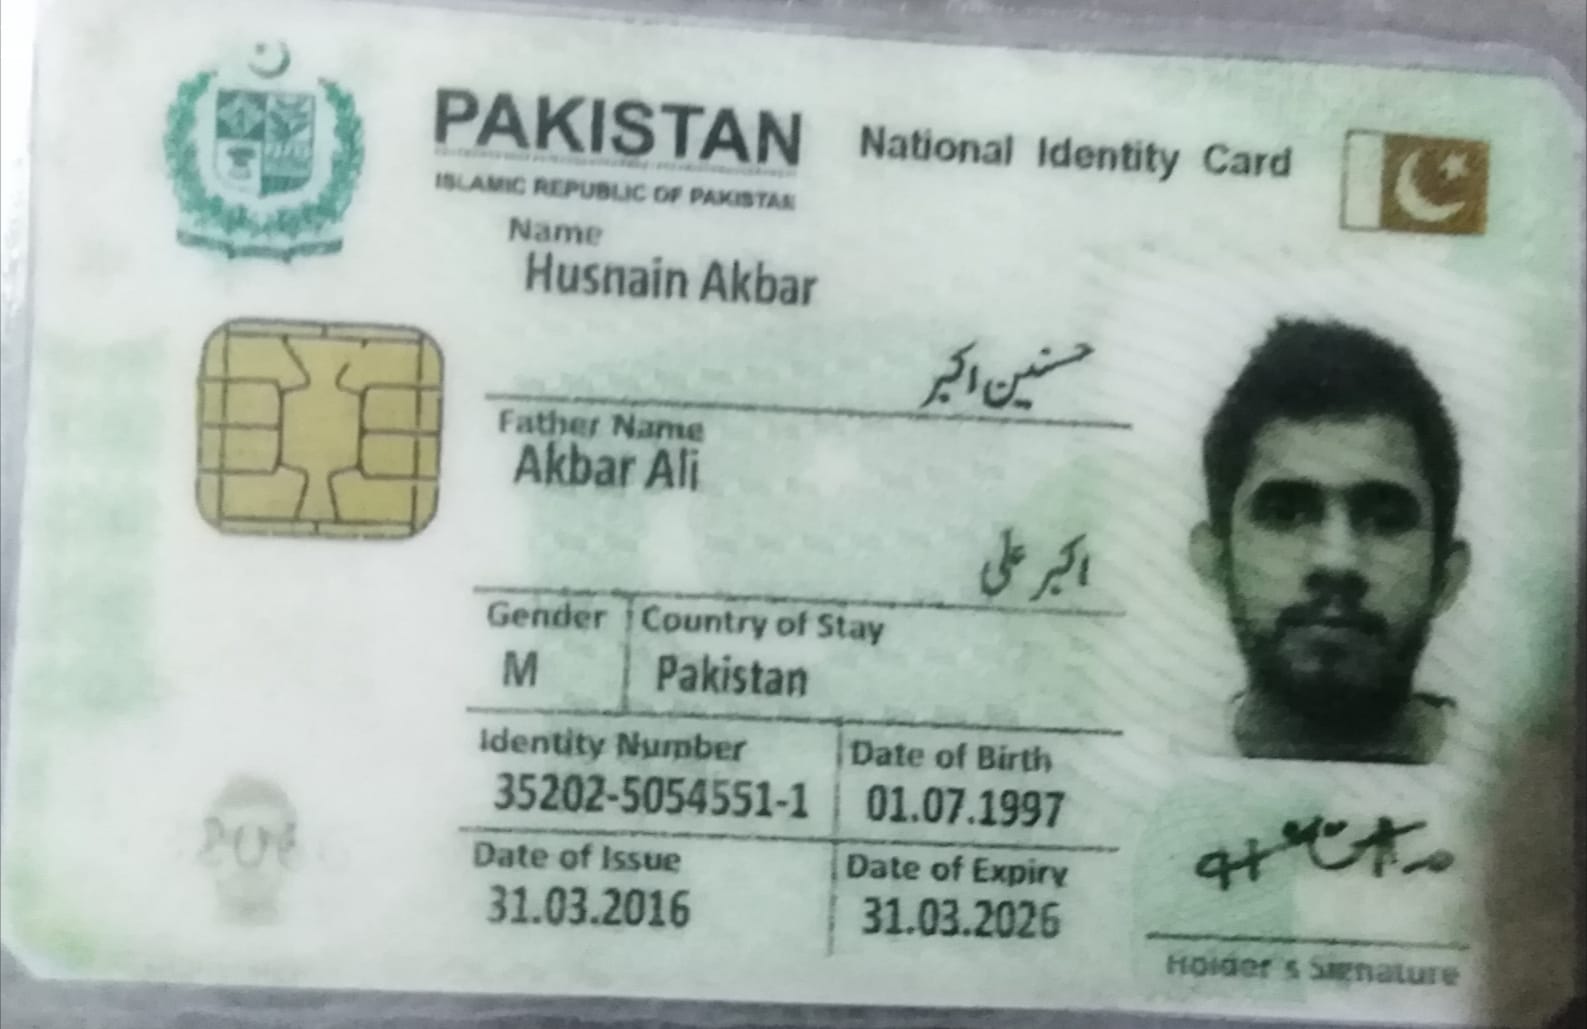 PAKISTAN
National Identity Card
ISLAMIC REPUBLIC OF PAKISTAN
Name
Husnain Akbar
حسنین اکبر
Father Name
Akbar Ali
اکبر علی
Gender
Country of Stay
M
Pakistan
Identity Number
Date of Birth
35202-5054551-1
01.07.1997
Date of Issue
Date of Expiry
31.03.2016
31.03.2026
Holder's Signature